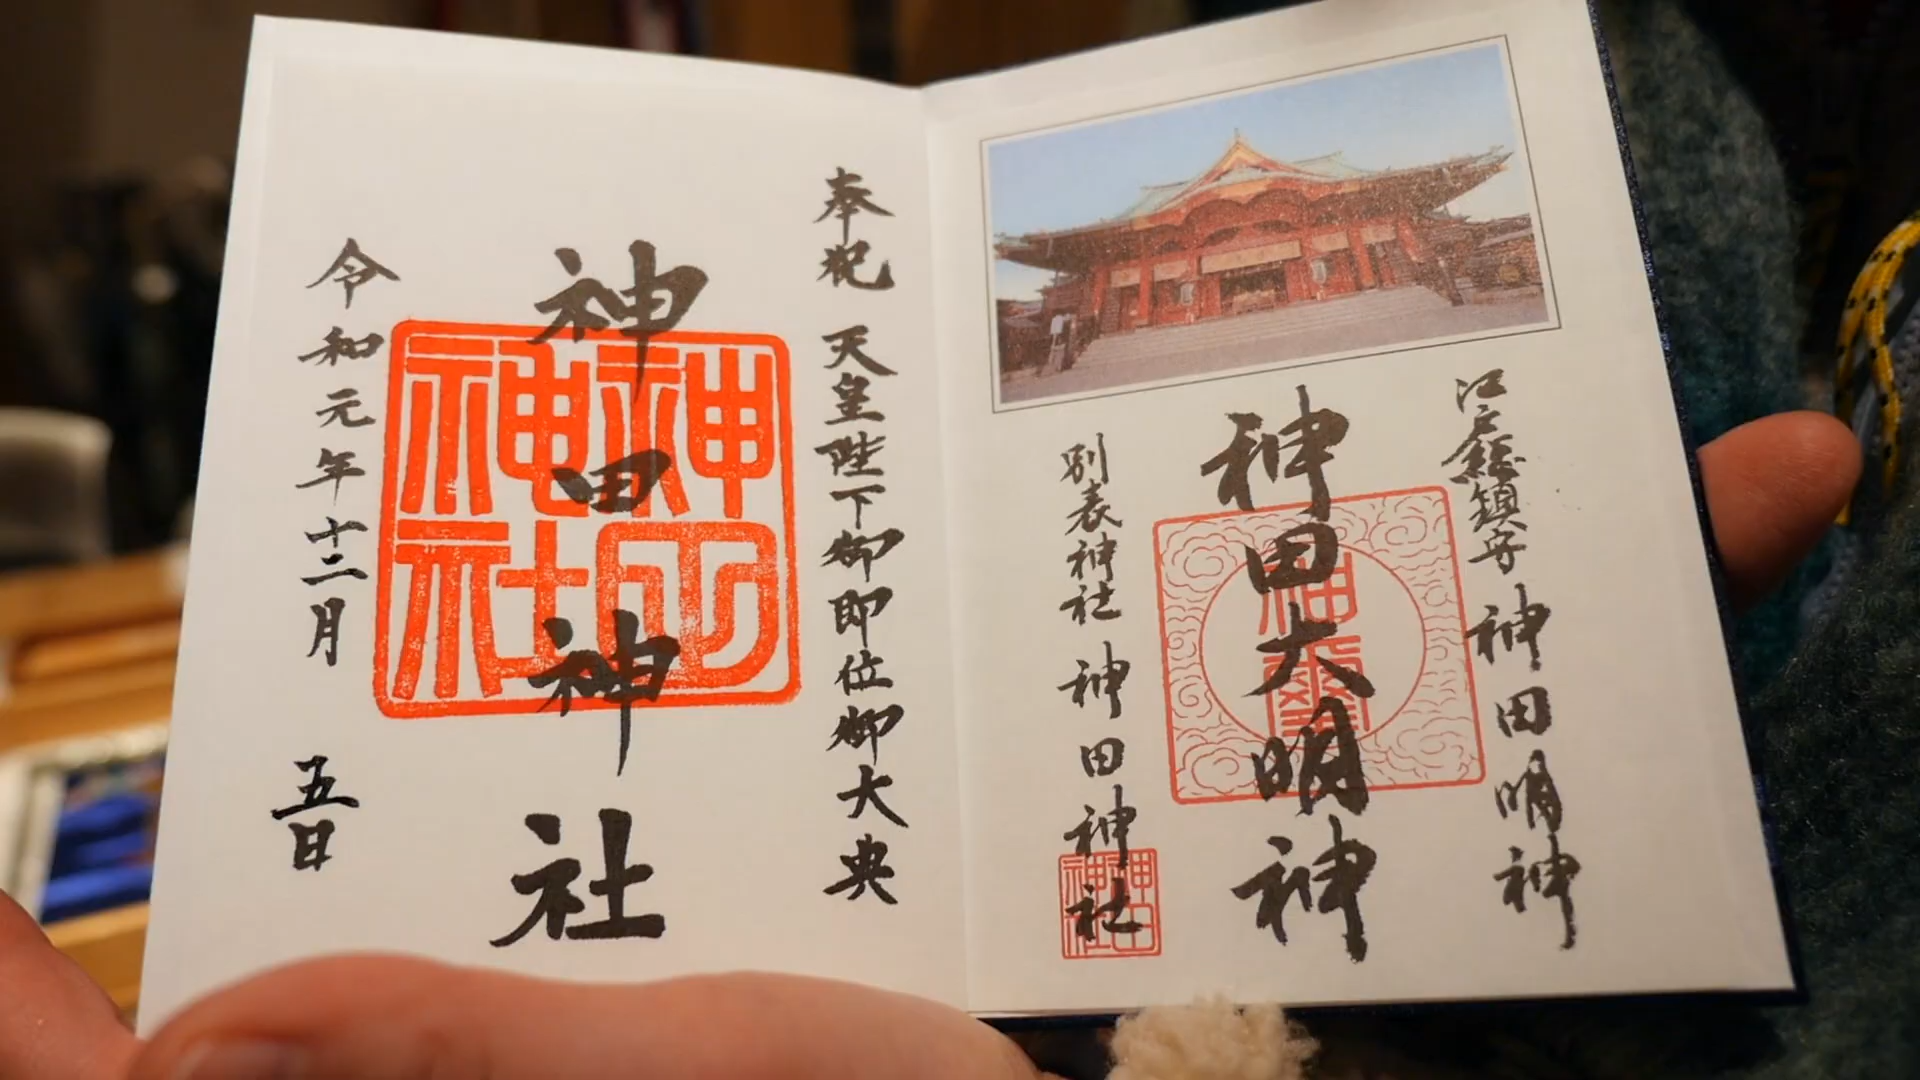 江戸総鎮守 神田明神
神田大明神
神璽
別表神社 神田神社
神田神社
奉祝 天皇陛下御即位御大典
神田神社
神田神社
令和元年十二月 五日